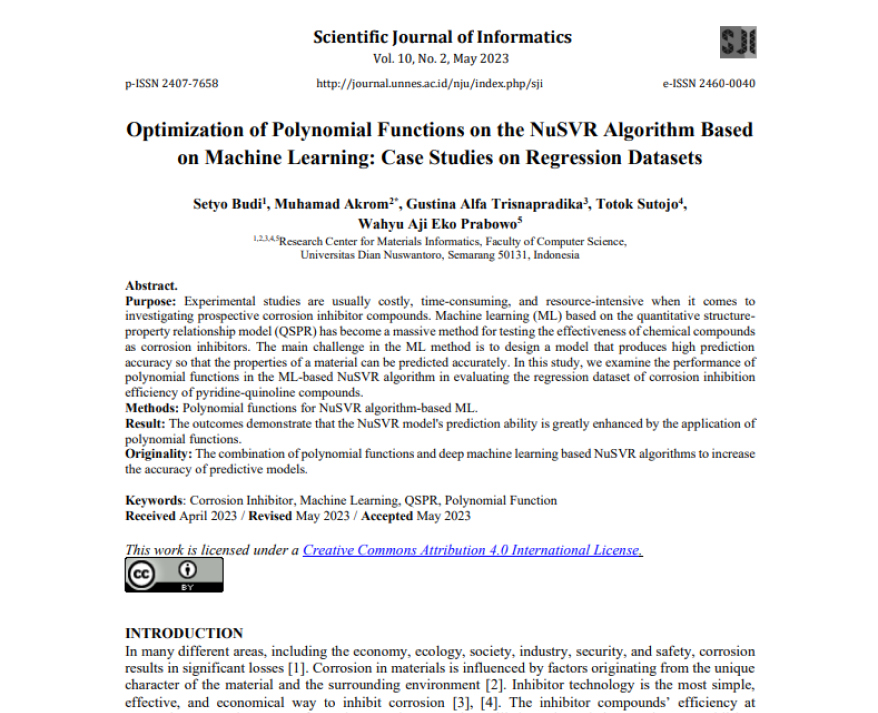 Scientific Journal of Informatics
SJI
Vol. 10, No. 2, May 2023
p-ISSN 2407-7658 http://journal.unnes.ac.id/nju/index.php/sji e-ISSN 2460-0040
Optimization of Polynomial Functions on the NuSVR Algorithm Based
on Machine Learning: Case Studies on Regression Datasets
Setyo Budi¹, Muhamad Akrom²*, Gustina Alfa Trisnapradika³, Totok Sutojo⁴,
Wahyu Aji Eko Prabowo⁵
¹,²,³,⁴,⁵Research Center for Materials Informatics, Faculty of Computer Science,
Universitas Dian Nuswantoro, Semarang 50131, Indonesia
Abstract.
Purpose: Experimental studies are usually costly, time-consuming, and resource-intensive when it comes to
investigating prospective corrosion inhibitor compounds. Machine learning (ML) based on the quantitative structure-
property relationship model (QSPR) has become a massive method for testing the effectiveness of chemical compounds
as corrosion inhibitors. The main challenge in the ML method is to design a model that produces high prediction
accuracy so that the properties of a material can be predicted accurately. In this study, we examine the performance of
polynomial functions in the ML-based NuSVR algorithm in evaluating the regression dataset of corrosion inhibition
efficiency of pyridine-quinoline compounds.
Methods: Polynomial functions for NuSVR algorithm-based ML.
Result: The outcomes demonstrate that the NuSVR model's prediction ability is greatly enhanced by the application of
polynomial functions.
Originality: The combination of polynomial functions and deep machine learning based NuSVR algorithms to increase
the accuracy of predictive models.
Keywords: Corrosion Inhibitor, Machine Learning, QSPR, Polynomial Function
Received April 2023 / Revised May 2023 / Accepted May 2023
This work is licensed under a Creative Commons Attribution 4.0 International License.
cc
BY
INTRODUCTION
In many different areas, including the economy, ecology, society, industry, security, and safety, corrosion
results in significant losses [1]. Corrosion in materials is influenced by factors originating from the unique
character of the material and the surrounding environment [2]. Inhibitor technology is the most simple,
effective, and economical way to inhibit corrosion [3], [4]. The inhibitor compounds' efficiency at